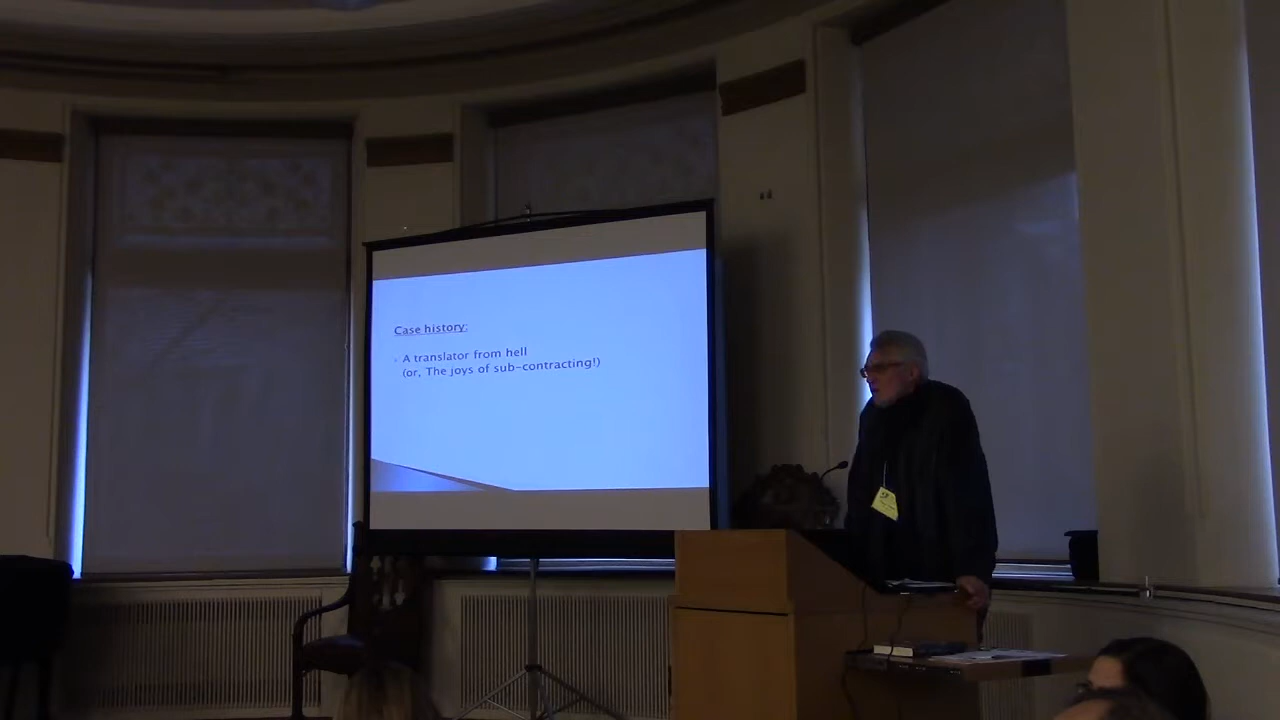 Case history:
A translator from hell
(or, The joys of sub-contracting!)